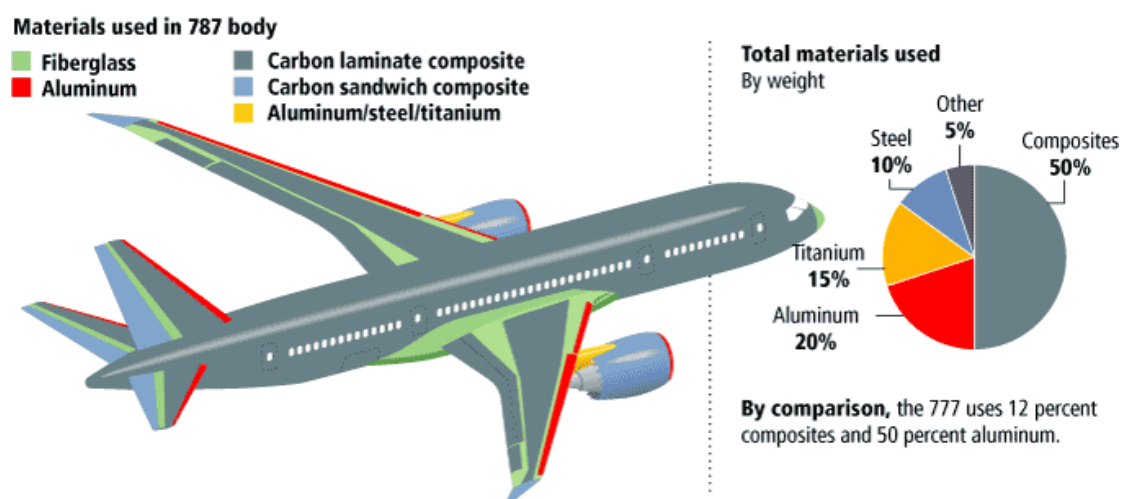 Materials used in 787 body
Fiberglass
Aluminum
Carbon laminate composite
Carbon sandwich composite
Aluminum/steel/titanium
Total materials used
By weight
Other
5%
Steel
10%
Composites
50%
Titanium
15%
Aluminum
20%
By comparison, the 777 uses 12 percent
composites and 50 percent aluminum.